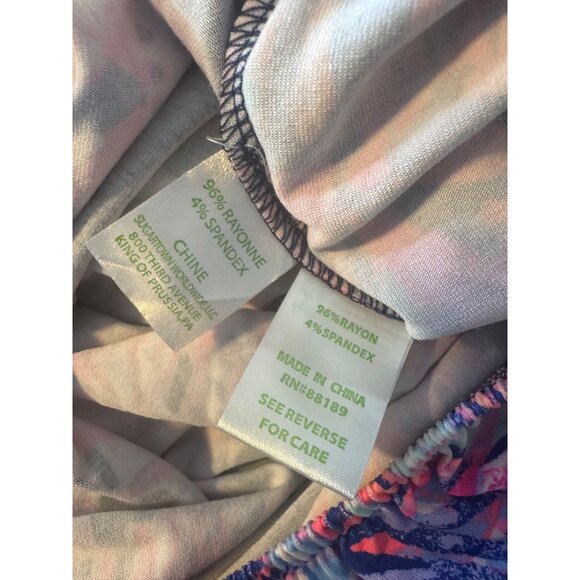 96% RAYONNE
4% SPANDEX
CHINE
SUGARTOWN WORLDWIDE LLC
800 THIRD AVENUE
KING OF PRUSSIA,PA
96%RAYON
4%SPANDEX
MADE IN CHINA
RN#88189
SEE REVERSE
FOR CARE